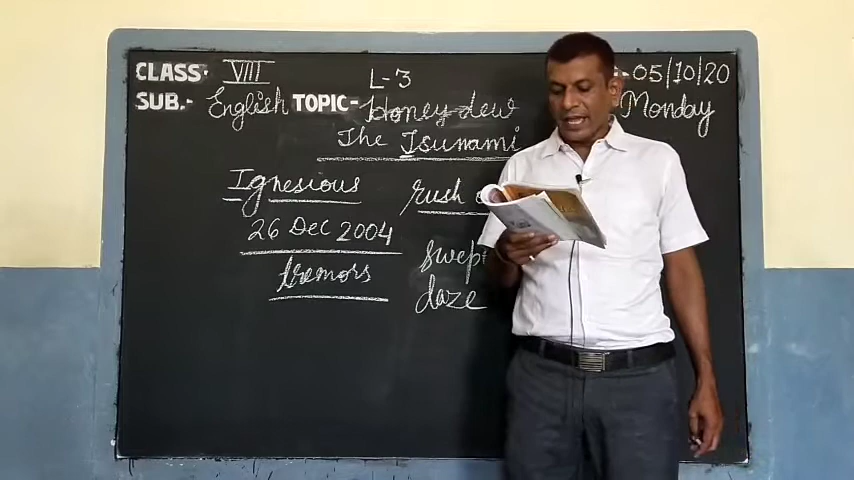 CLASS:- VIII
L-3
-05/10/20
SUB.- English TOPIC- Honey dew
Monday
The Tsunami
Ignesious
rush
26 Dec 2004
swept
tremors
daze